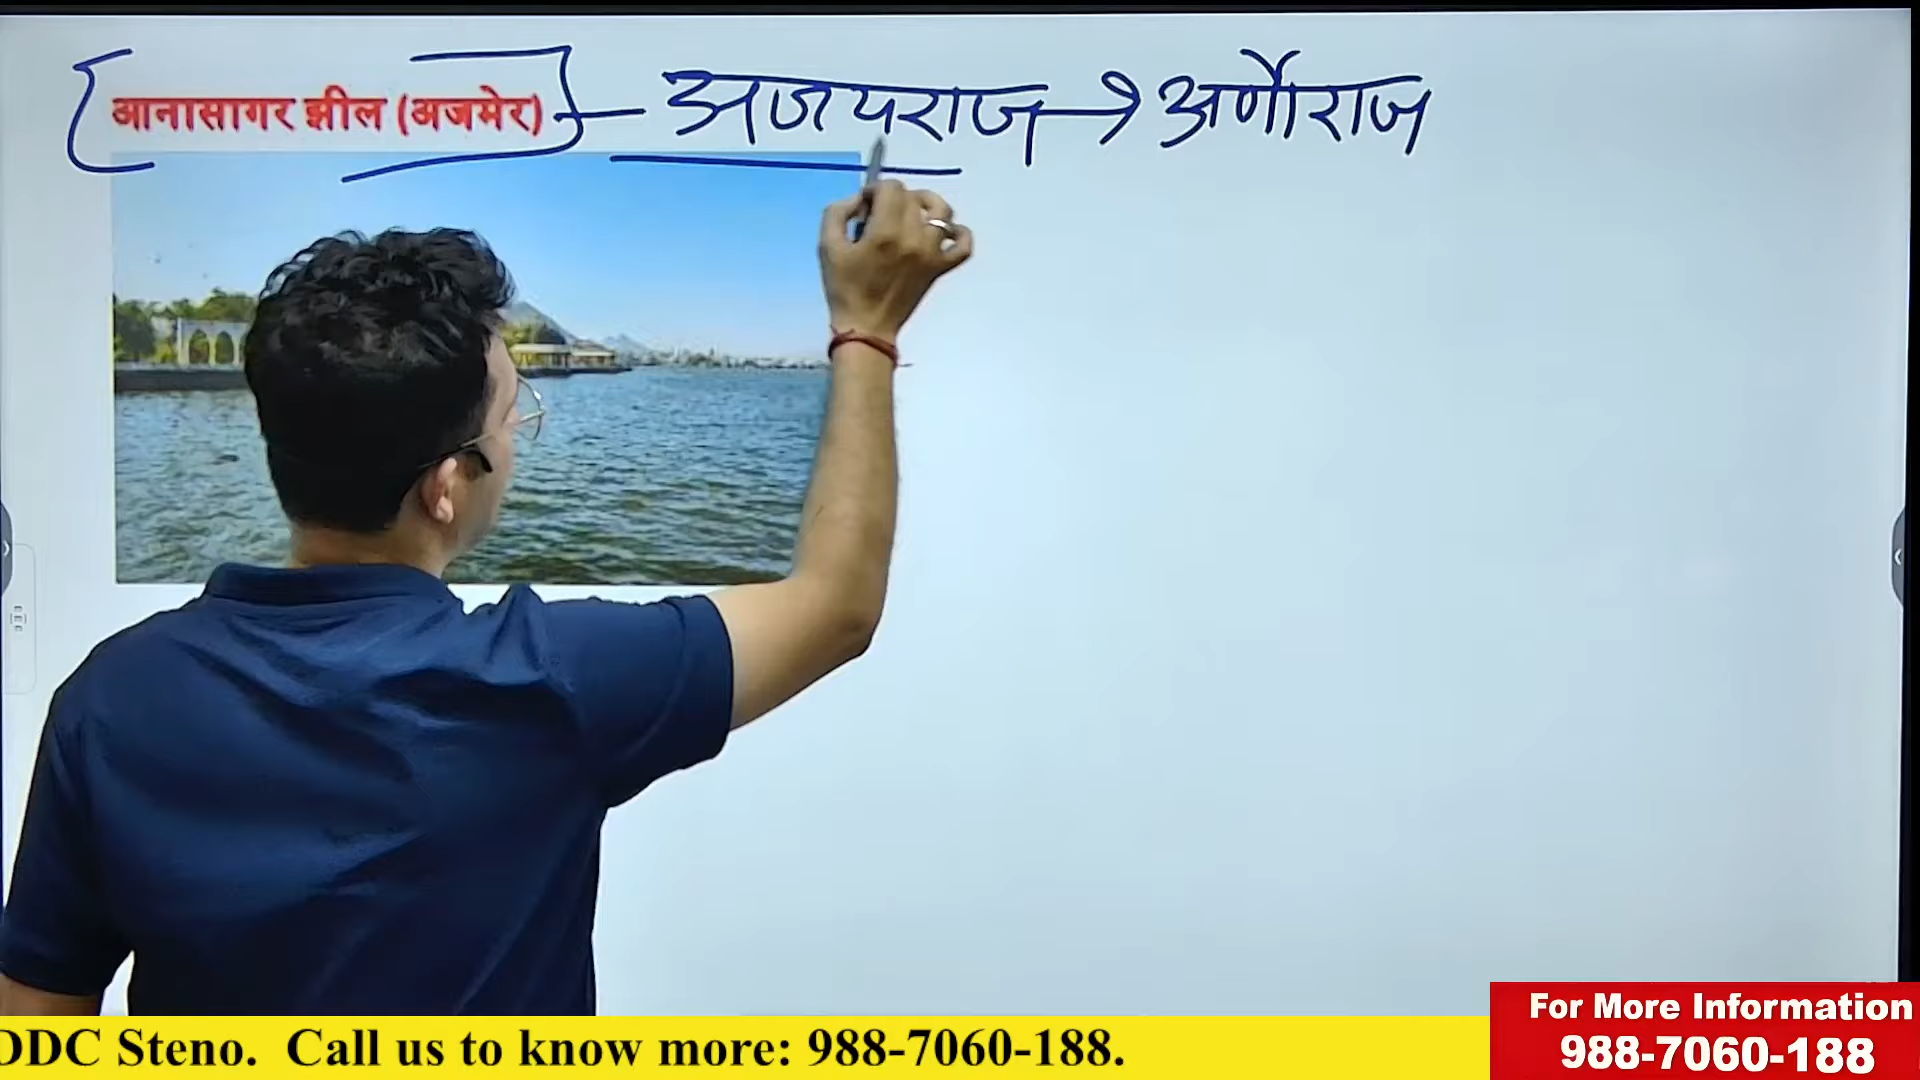 आनासागर झील (अजमेर) — अजयराज → अर्णोराज
For More Information
988-7060-188
DDC Steno. Call us to know more: 988-7060-188.